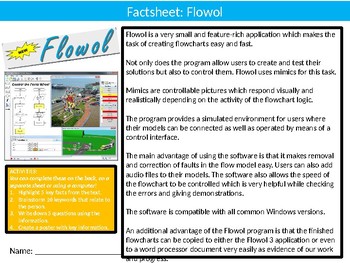 Factsheet: Flowol
NEW
Flowol
ACTIVITIES
You can complete these on the back, on a
separate sheet or using a computer!
1. Highlight 5 key facts from the text.
2. Brainstorm 14 keywords that relate to
the person.
3. Write down 5 questions using the
information.
4. Create a poster with key information.
Name:
Flowol is a very small and feature-rich application which makes the
task of creating flowcharts easy and fast.
Not only does the program allow users to create and test their
solutions but also to control them. Flowol uses mimics for this task.
Mimics are controllable pictures which respond visually and
realistically depending on the activity of the flowchart logic.
The program provides a simulated environment for users where
their models can be connected as well as operated by means of a
control interface.
The main advantage of using the software is that it makes removal
and correction of faults in the flow model easy. Users can also add
audio files to their models. The software also allows the speed of
the flowchart to be controlled which is very helpful while checking
the errors and giving demonstrations.
The software is compatible with all common Windows versions.
An additional advantage of the Flowol program is that the finished
flowcharts can be copied to either the Flowol 3 application or even
to a word processor document very easily as evidence of our work
and progress.